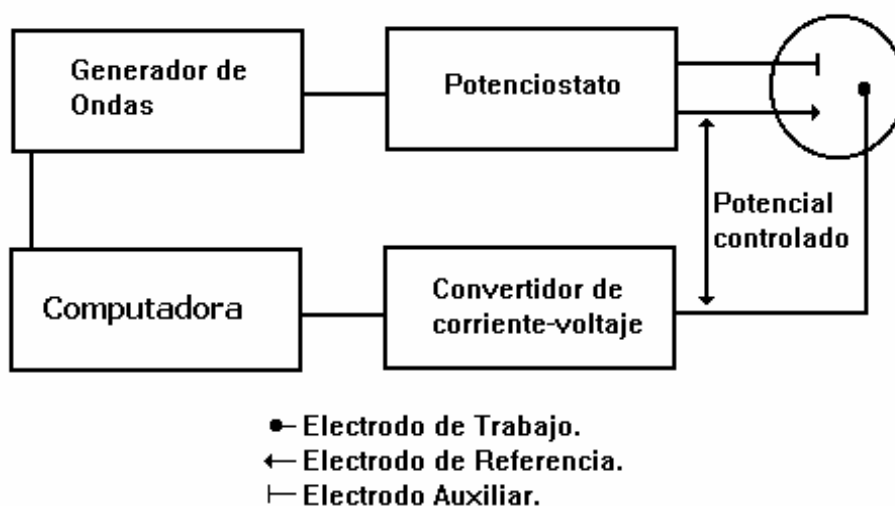 Generador de
Ondas
Potenciostato
Potencial
controlado
Computadora
Convertidor de
corriente-voltaje
Electrodo de Trabajo.
Electrodo de Referencia.
Electrodo Auxiliar.